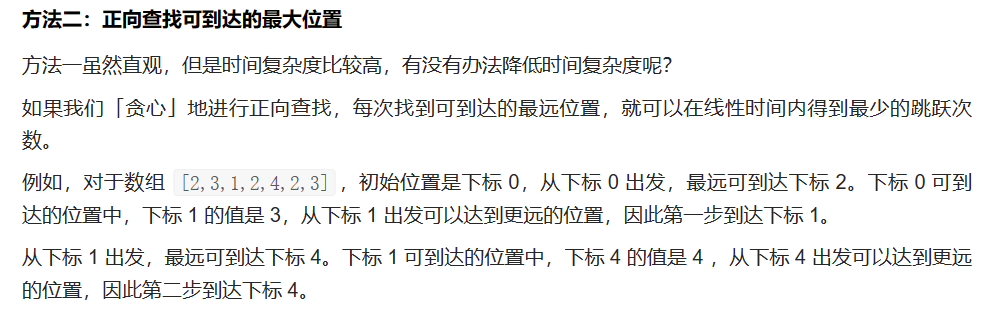 方法二：正向查找可到达的最大位置
方法一虽然直观，但是时间复杂度比较高，有没有办法降低时间复杂度呢？
如果我们「贪心」地进行正向查找，每次找到可到达的最远位置，就可以在线性时间内得到最少的跳跃次
数。
例如，对于数组 [2,3,1,2,4,2,3]，初始位置是下标 0，从下标 0 出发，最远可到达下标 2。下标 0 可到
达的位置中，下标 1 的值是 3，从下标 1 出发可以达到更远的位置，因此第一步到达下标 1。
从下标 1 出发，最远可到达下标 4。下标 1 可到达的位置中，下标 4 的值是 4 ，从下标 4 出发可以达到更远
的位置，因此第二步到达下标 4。